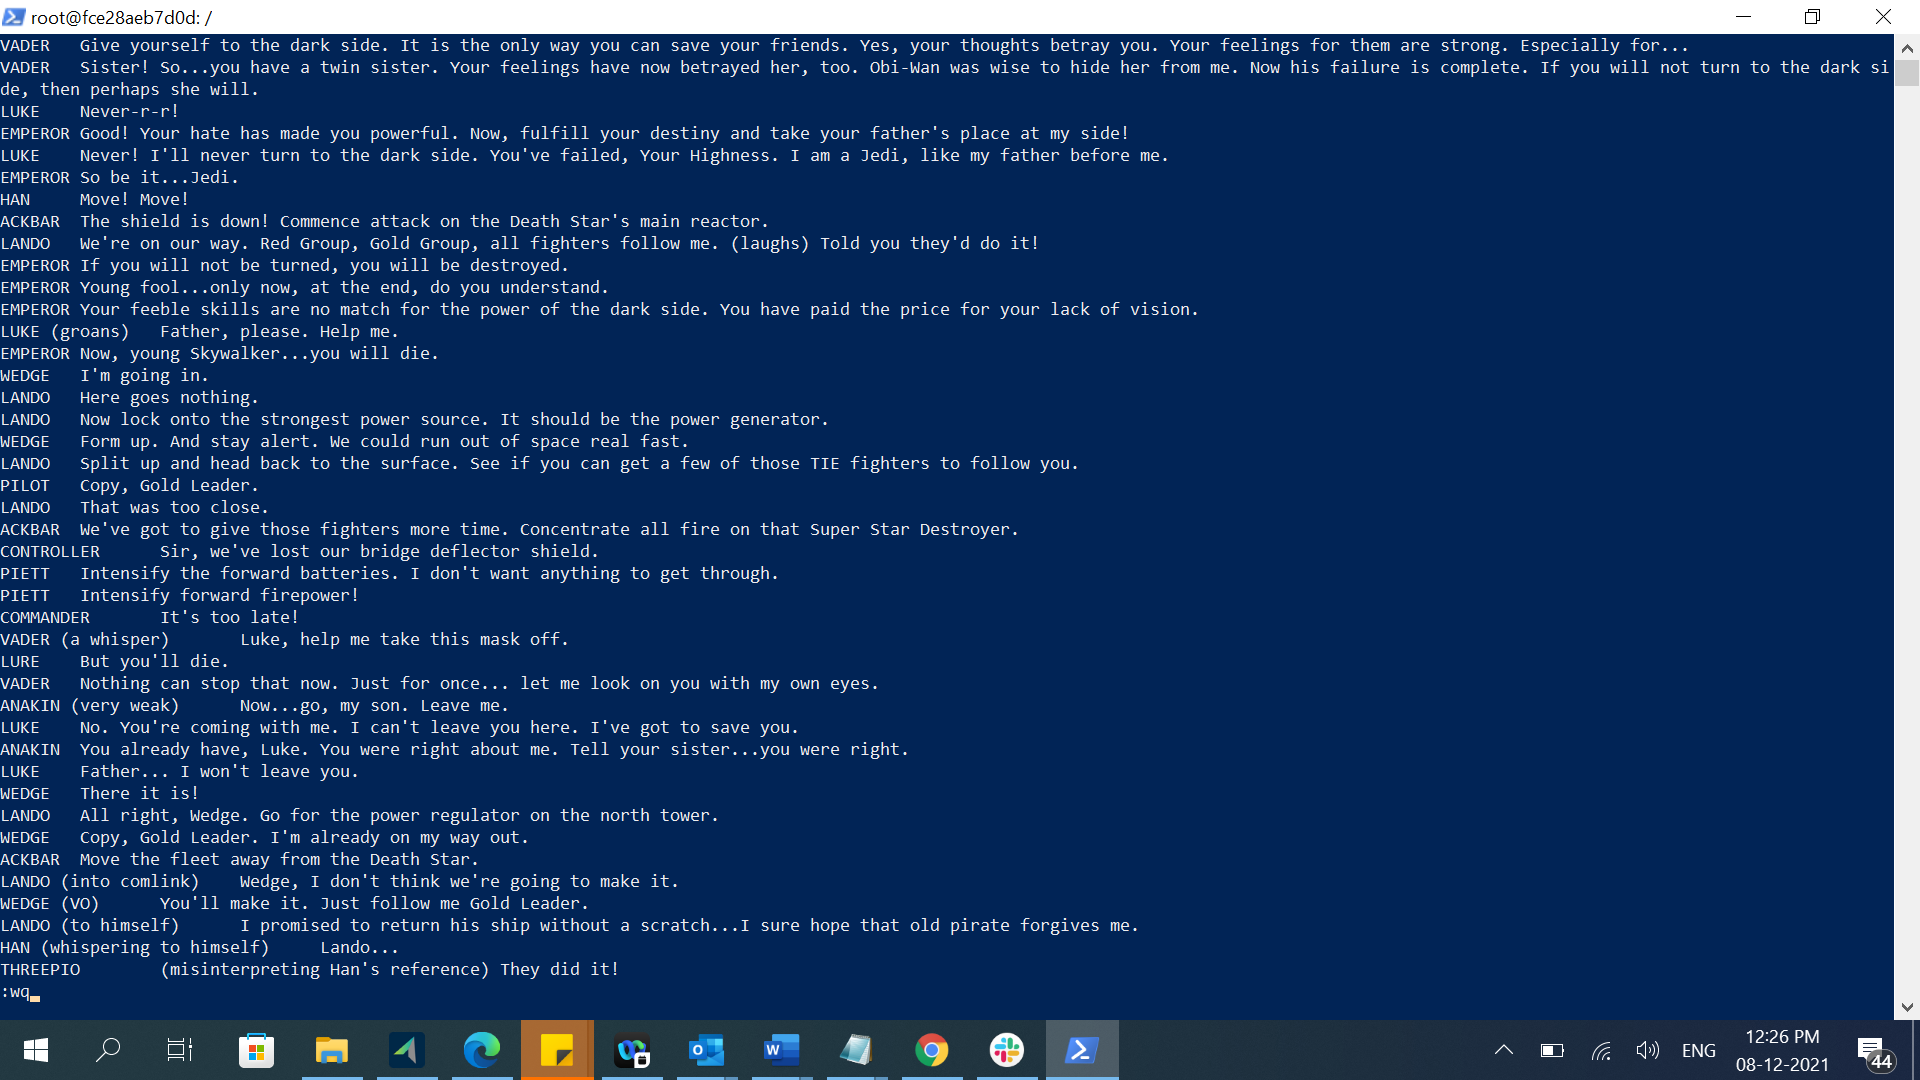 root@fce28aeb7d0d: /
VADER   Give yourself to the dark side. It is the only way you can save your friends. Yes, your thoughts betray you. Your feelings for them are strong. Especially for...
VADER   Sister! So...you have a twin sister. Your feelings have now betrayed her, too. Obi-Wan was wise to hide her from me. Now his failure is complete. If you will not turn to the dark si
de, then perhaps she will.
LUKE    Never-r-r!
EMPEROR Good! Your hate has made you powerful. Now, fulfill your destiny and take your father's place at my side!
LUKE    Never! I'll never turn to the dark side. You've failed, Your Highness. I am a Jedi, like my father before me.
EMPEROR So be it...Jedi.
HAN     Move! Move!
ACKBAR  The shield is down! Commence attack on the Death Star's main reactor.
LANDO   We're on our way. Red Group, Gold Group, all fighters follow me. (laughs) Told you they'd do it!
EMPEROR If you will not be turned, you will be destroyed.
EMPEROR Young fool...only now, at the end, do you understand.
EMPEROR Your feeble skills are no match for the power of the dark side. You have paid the price for your lack of vision.
LUKE (groans)   Father, please. Help me.
EMPEROR Now, young Skywalker...you will die.
WEDGE   I'm going in.
LANDO   Here goes nothing.
LANDO   Now lock onto the strongest power source. It should be the power generator.
WEDGE   Form up. And stay alert. We could run out of space real fast.
LANDO   Split up and head back to the surface. See if you can get a few of those TIE fighters to follow you.
PILOT   Copy, Gold Leader.
LANDO   That was too close.
ACKBAR  We've got to give those fighters more time. Concentrate all fire on that Super Star Destroyer.
CONTROLLER      Sir, we've lost our bridge deflector shield.
PIETT   Intensify the forward batteries. I don't want anything to get through.
PIETT   Intensify forward firepower!
COMMANDER       It's too late!
VADER (a whisper)       Luke, help me take this mask off.
LURE    But you'll die.
VADER   Nothing can stop that now. Just for once... let me look on you with my own eyes.
ANAKIN (very weak)      Now...go, my son. Leave me.
LUKE    No. You're coming with me. I can't leave you here. I've got to save you.
ANAKIN  You already have, Luke. You were right about me. Tell your sister...you were right.
LUKE    Father... I won't leave you.
WEDGE   There it is!
LANDO   All right, Wedge. Go for the power regulator on the north tower.
WEDGE   Copy, Gold Leader. I'm already on my way out.
ACKBAR  Move the fleet away from the Death Star.
LANDO (into comlink)    Wedge, I don't think we're going to make it.
WEDGE (VO)      You'll make it. Just follow me Gold Leader.
LANDO (to himself)      I promised to return his ship without a scratch...I sure hope that old pirate forgives me.
HAN (whispering to himself)     Lando...
THREEPIO        (misinterpreting Han's reference) They did it!
:wq
ENG
12:26 PM
08-12-2021
44